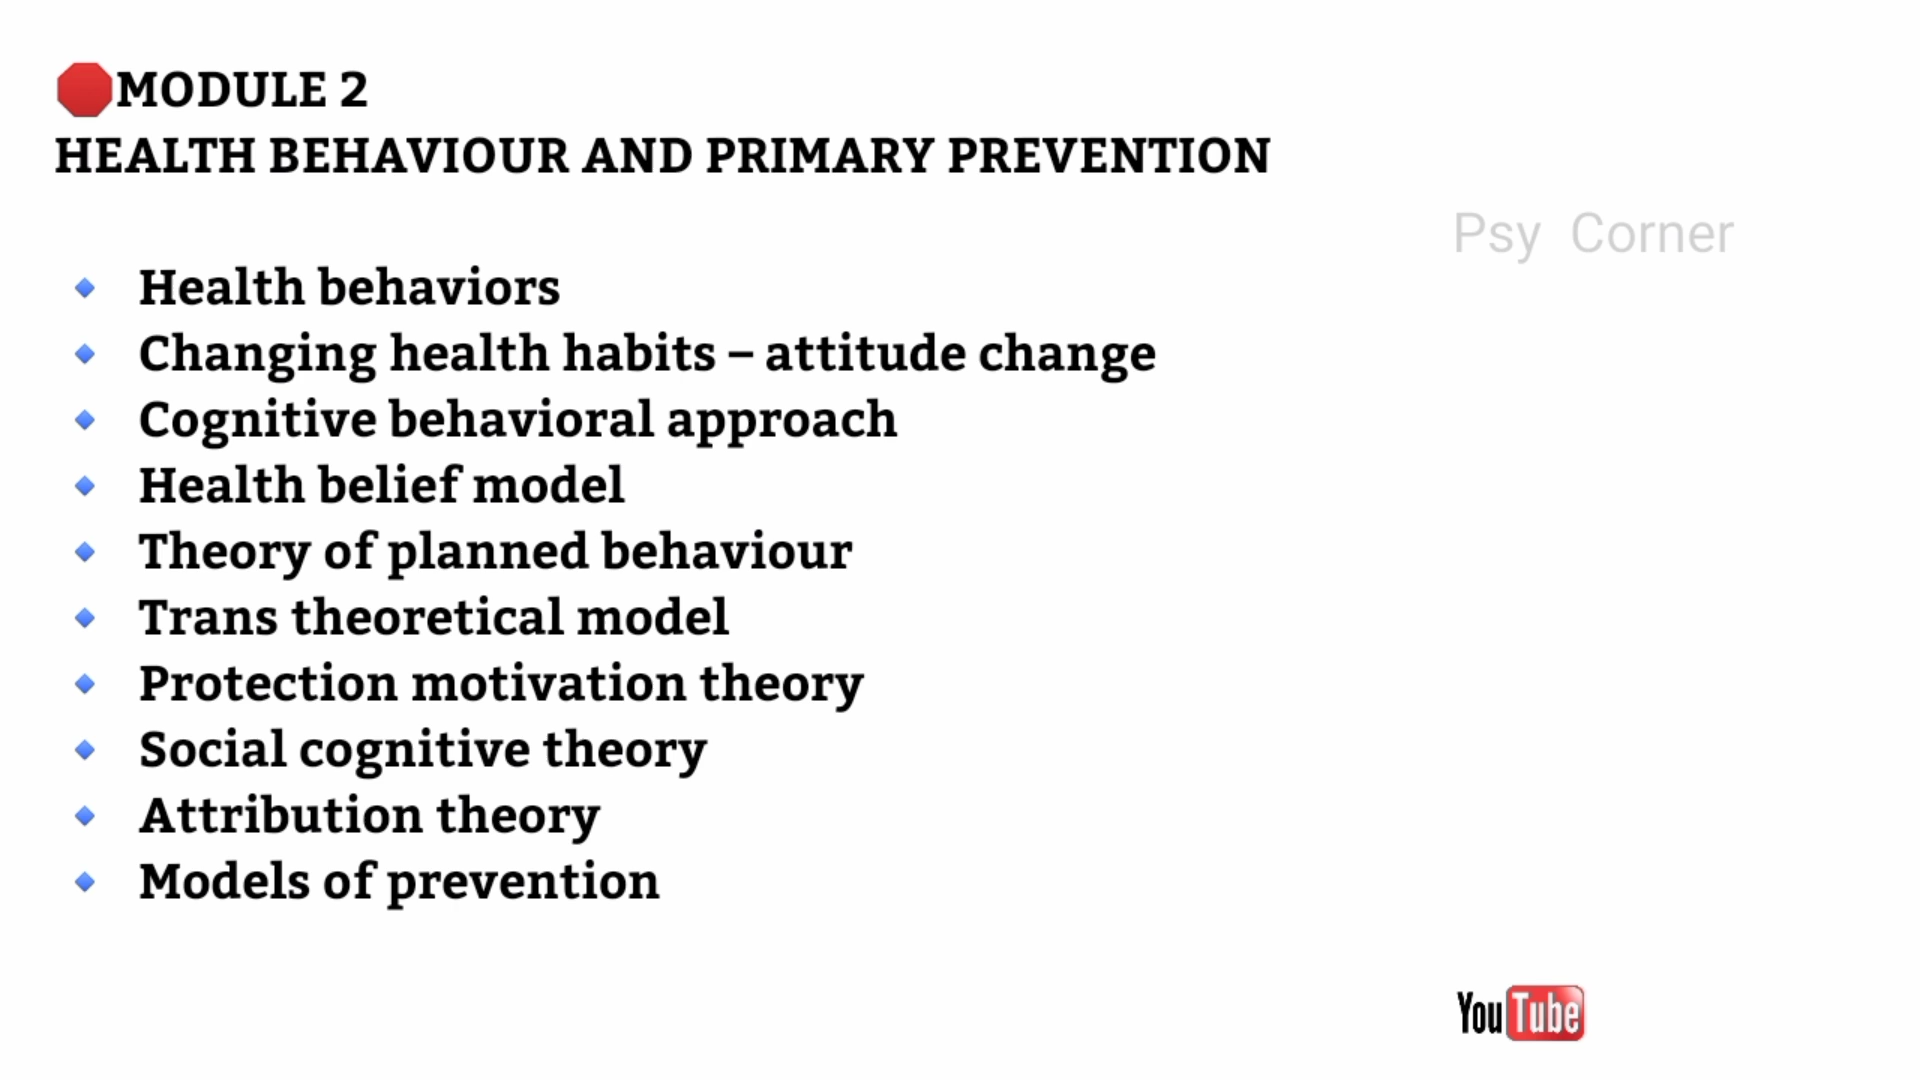 MODULE 2
HEALTH BEHAVIOUR AND PRIMARY PREVENTION
Psy Corner
Health behaviors
Changing health habits – attitude change
Cognitive behavioral approach
Health belief model
Theory of planned behaviour
Trans theoretical model
Protection motivation theory
Social cognitive theory
Attribution theory
Models of prevention
YouTube